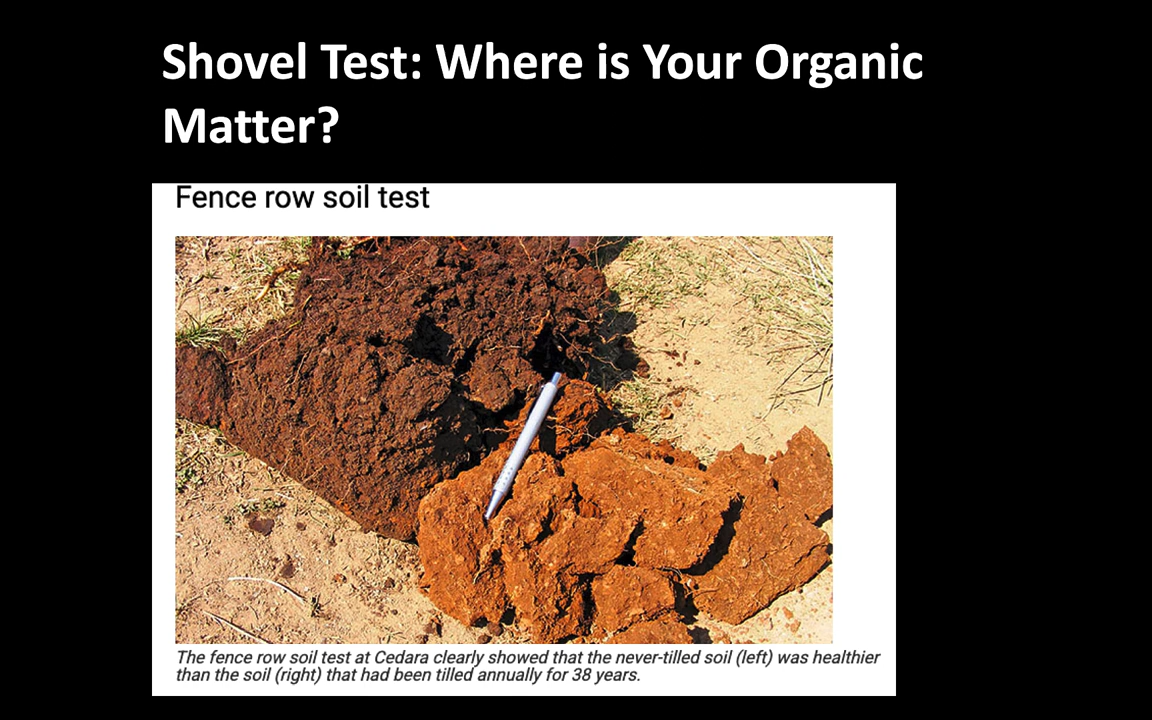 Shovel Test: Where is Your Organic
Matter?
Fence row soil test
The fence row soil test at Cedara clearly showed that the never-tilled soil (left) was healthier
than the soil (right) that had been tilled annually for 38 years.